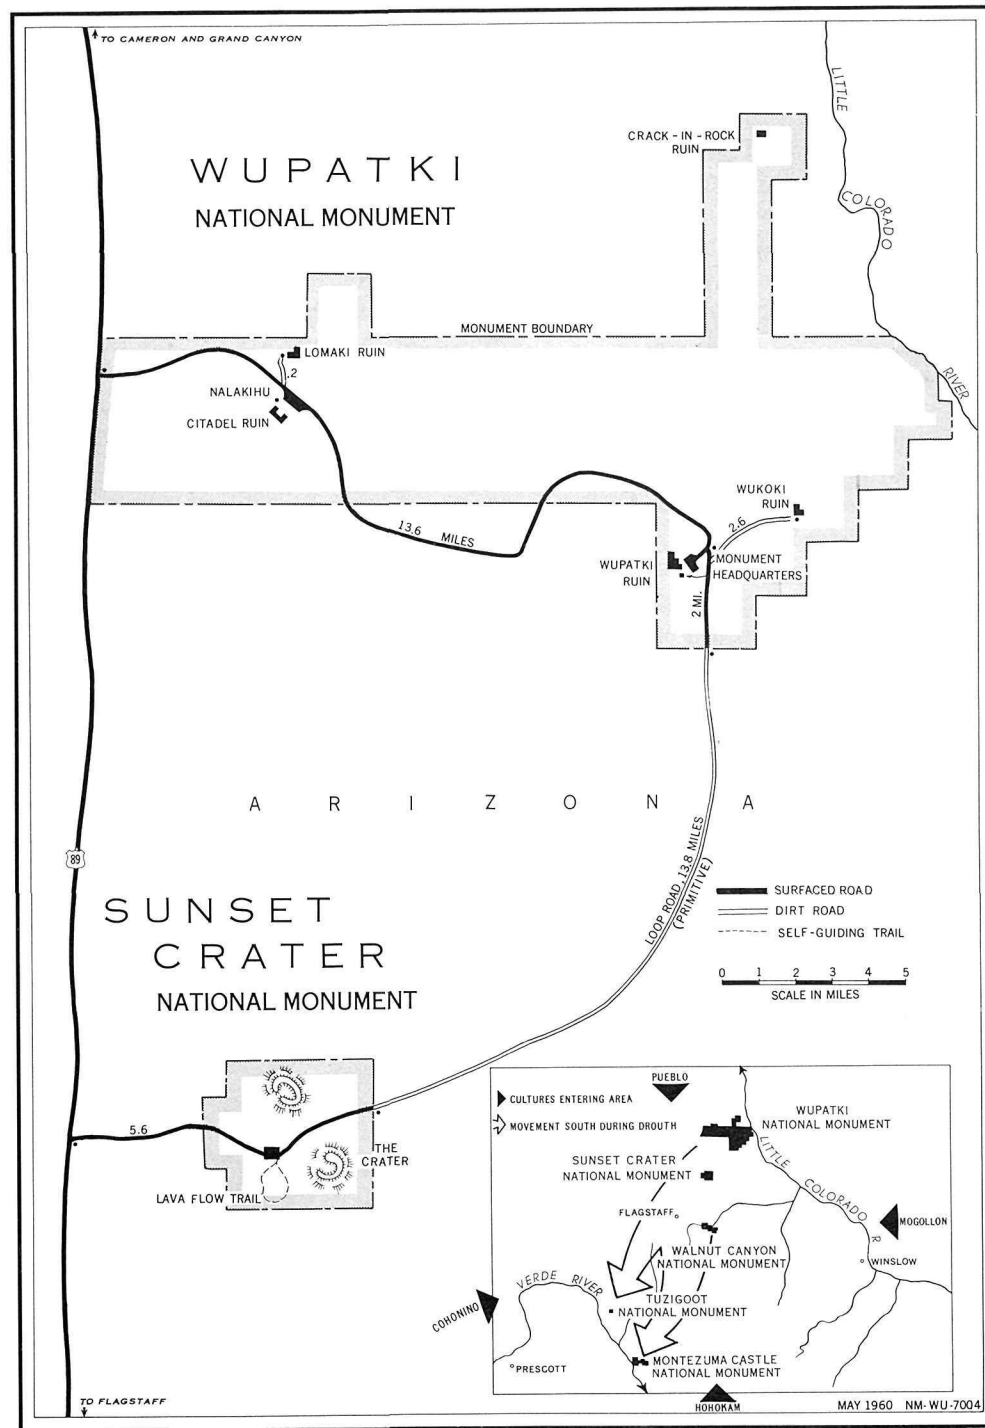 TO CAMERON AND GRAND CANYON
LITTLE
COLORADO
RIVER
CRACK-IN-ROCK
RUIN
WUPATKI
NATIONAL MONUMENT
MONUMENT BOUNDARY
LOMAKI RUIN
.2
NALAKIHU
CITADEL RUIN
WUKOKI
RUIN
2.6
13.6 MILES
WUPATKI
RUIN
MONUMENT
HEADQUARTERS
2 MI.
ARIZONA
LOOP ROAD, 13.8 MILES
(PRIMITIVE)
89
SURFACED ROAD
DIRT ROAD
SELF-GUIDING TRAIL
0 1 2 3 4 5
SCALE IN MILES
SUNSET
CRATER
NATIONAL MONUMENT
5.6
THE
CRATER
LAVA FLOW TRAIL
PUEBLO
CULTURES ENTERING AREA
MOVEMENT SOUTH DURING DROUTH
WUPATKI
NATIONAL MONUMENT
SUNSET CRATER
NATIONAL MONUMENT
LITTLE
COLORADO
R.
FLAGSTAFF
MOGOLLON
WALNUT CANYON
NATIONAL MONUMENT
WINSLOW
VERDE RIVER
TUZIGOOT
NATIONAL MONUMENT
COHONINO
PRESCOTT
MONTEZUMA CASTLE
NATIONAL MONUMENT
HOHOKAM
TO FLAGSTAFF
MAY 1960 NM-WU-7004